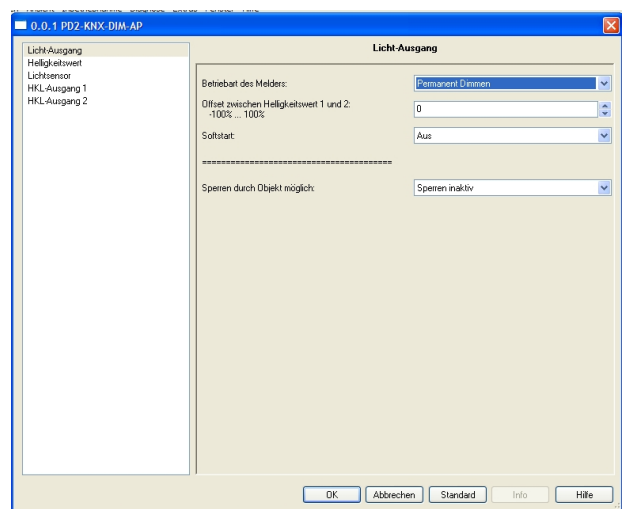 0.0.1 PD2-KNX-DIM-AP
Licht-Ausgang
Helligkeitswert
Lichtsensor
HKL-Ausgang 1
HKL-Ausgang 2
Licht-Ausgang
Betriebart des Melders:
Permanent Dimmen
Offset zwischen Helligkeitswert 1 und 2:
-100% ... 100%
0
Softstart:
Aus
========================================
Sperren durch Objekt möglich:
Sperren inaktiv
OK
Abbrechen
Standard
Info
Hilfe